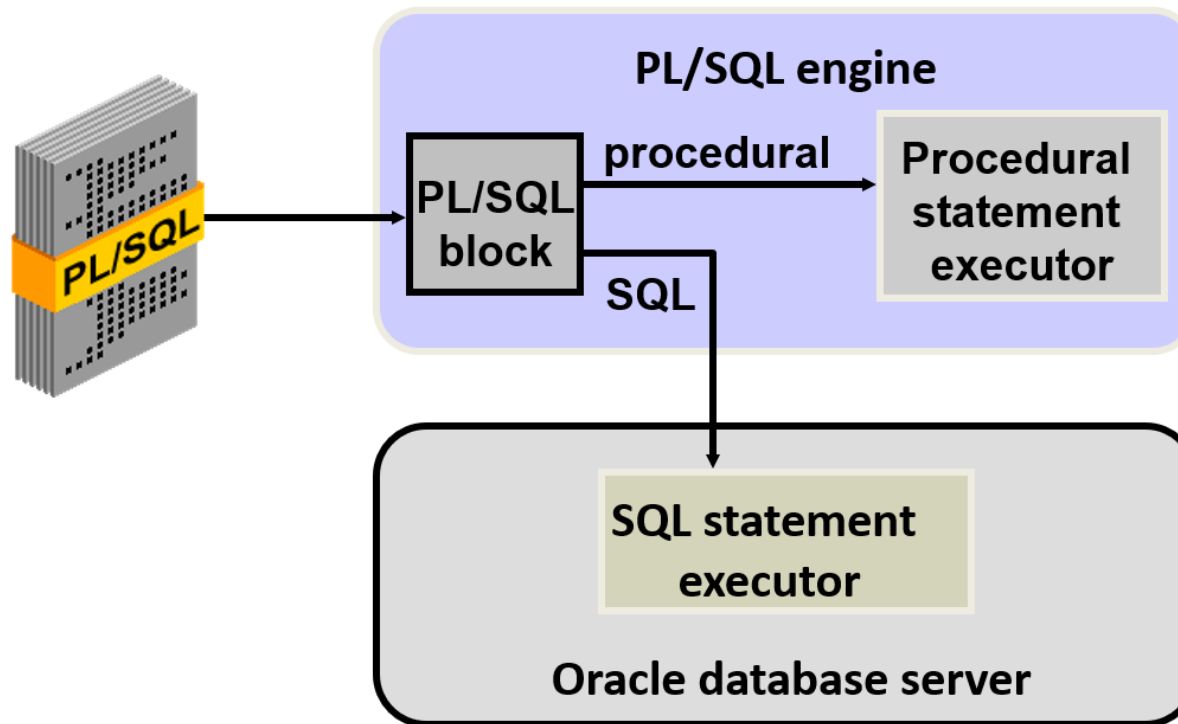 PL/SQL engine
PL/SQL
PL/SQL
block
procedural
SQL
Procedural
statement
executor
SQL statement
executor
Oracle database server